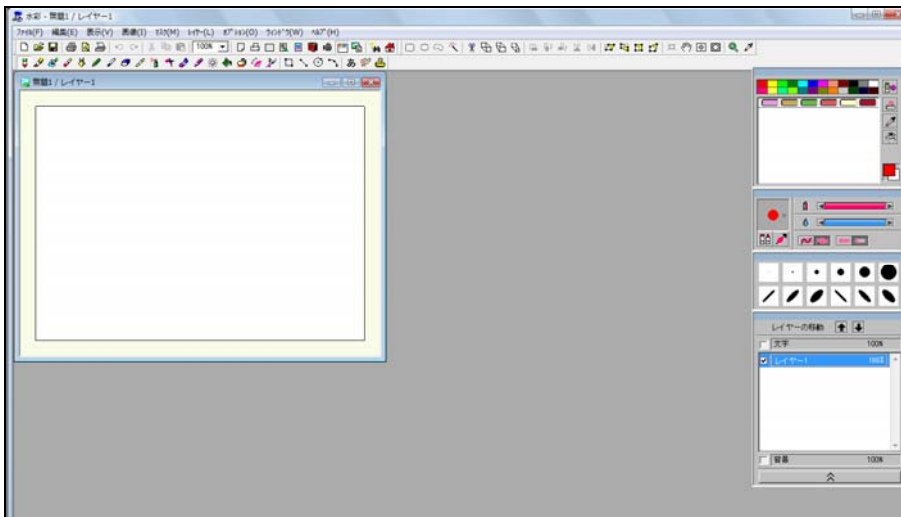 水彩 - 無題1 / レイヤー1
ファイル(F) 編集(E) 表示(V) 画像(I) マスク(M) レイヤー(L) オプション(O) ウィンドウ(W) ヘルプ(H)
100%
あ
無題1 / レイヤー1
レイヤーの移動
文字 100%
レイヤー1 100%
背景 100%